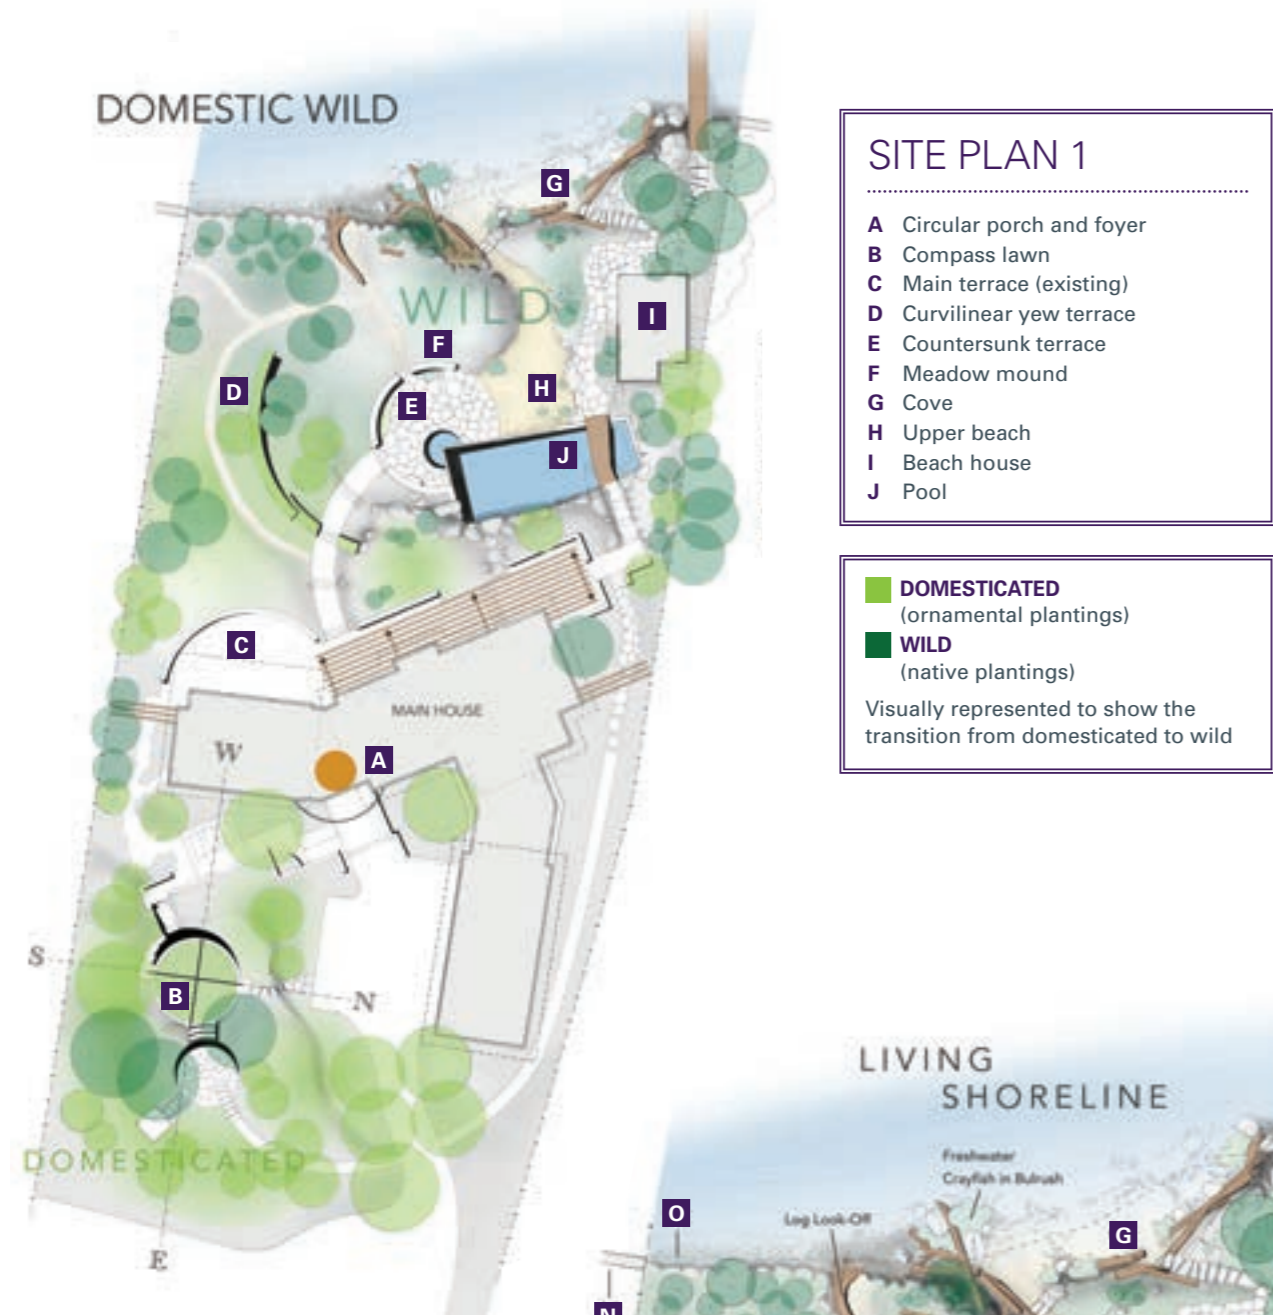 DOMESTIC WILD
G
WILD
I
F
D
E
H
J
C
MAIN HOUSE
W
A
S
B
N
DOMESTICATED
E
SITE PLAN 1
A Circular porch and foyer
B Compass lawn
C Main terrace (existing)
D Curvilinear yew terrace
E Countersunk terrace
F Meadow mound
G Cove
H Upper beach
I Beach house
J Pool
DOMESTICATED
(ornamental plantings)
WILD
(native plantings)
Visually represented to show the
transition from domesticated to wild
LIVING
SHORELINE
Freshwater
Crayfish in Bulrush
O
Log Look-Off
G
N